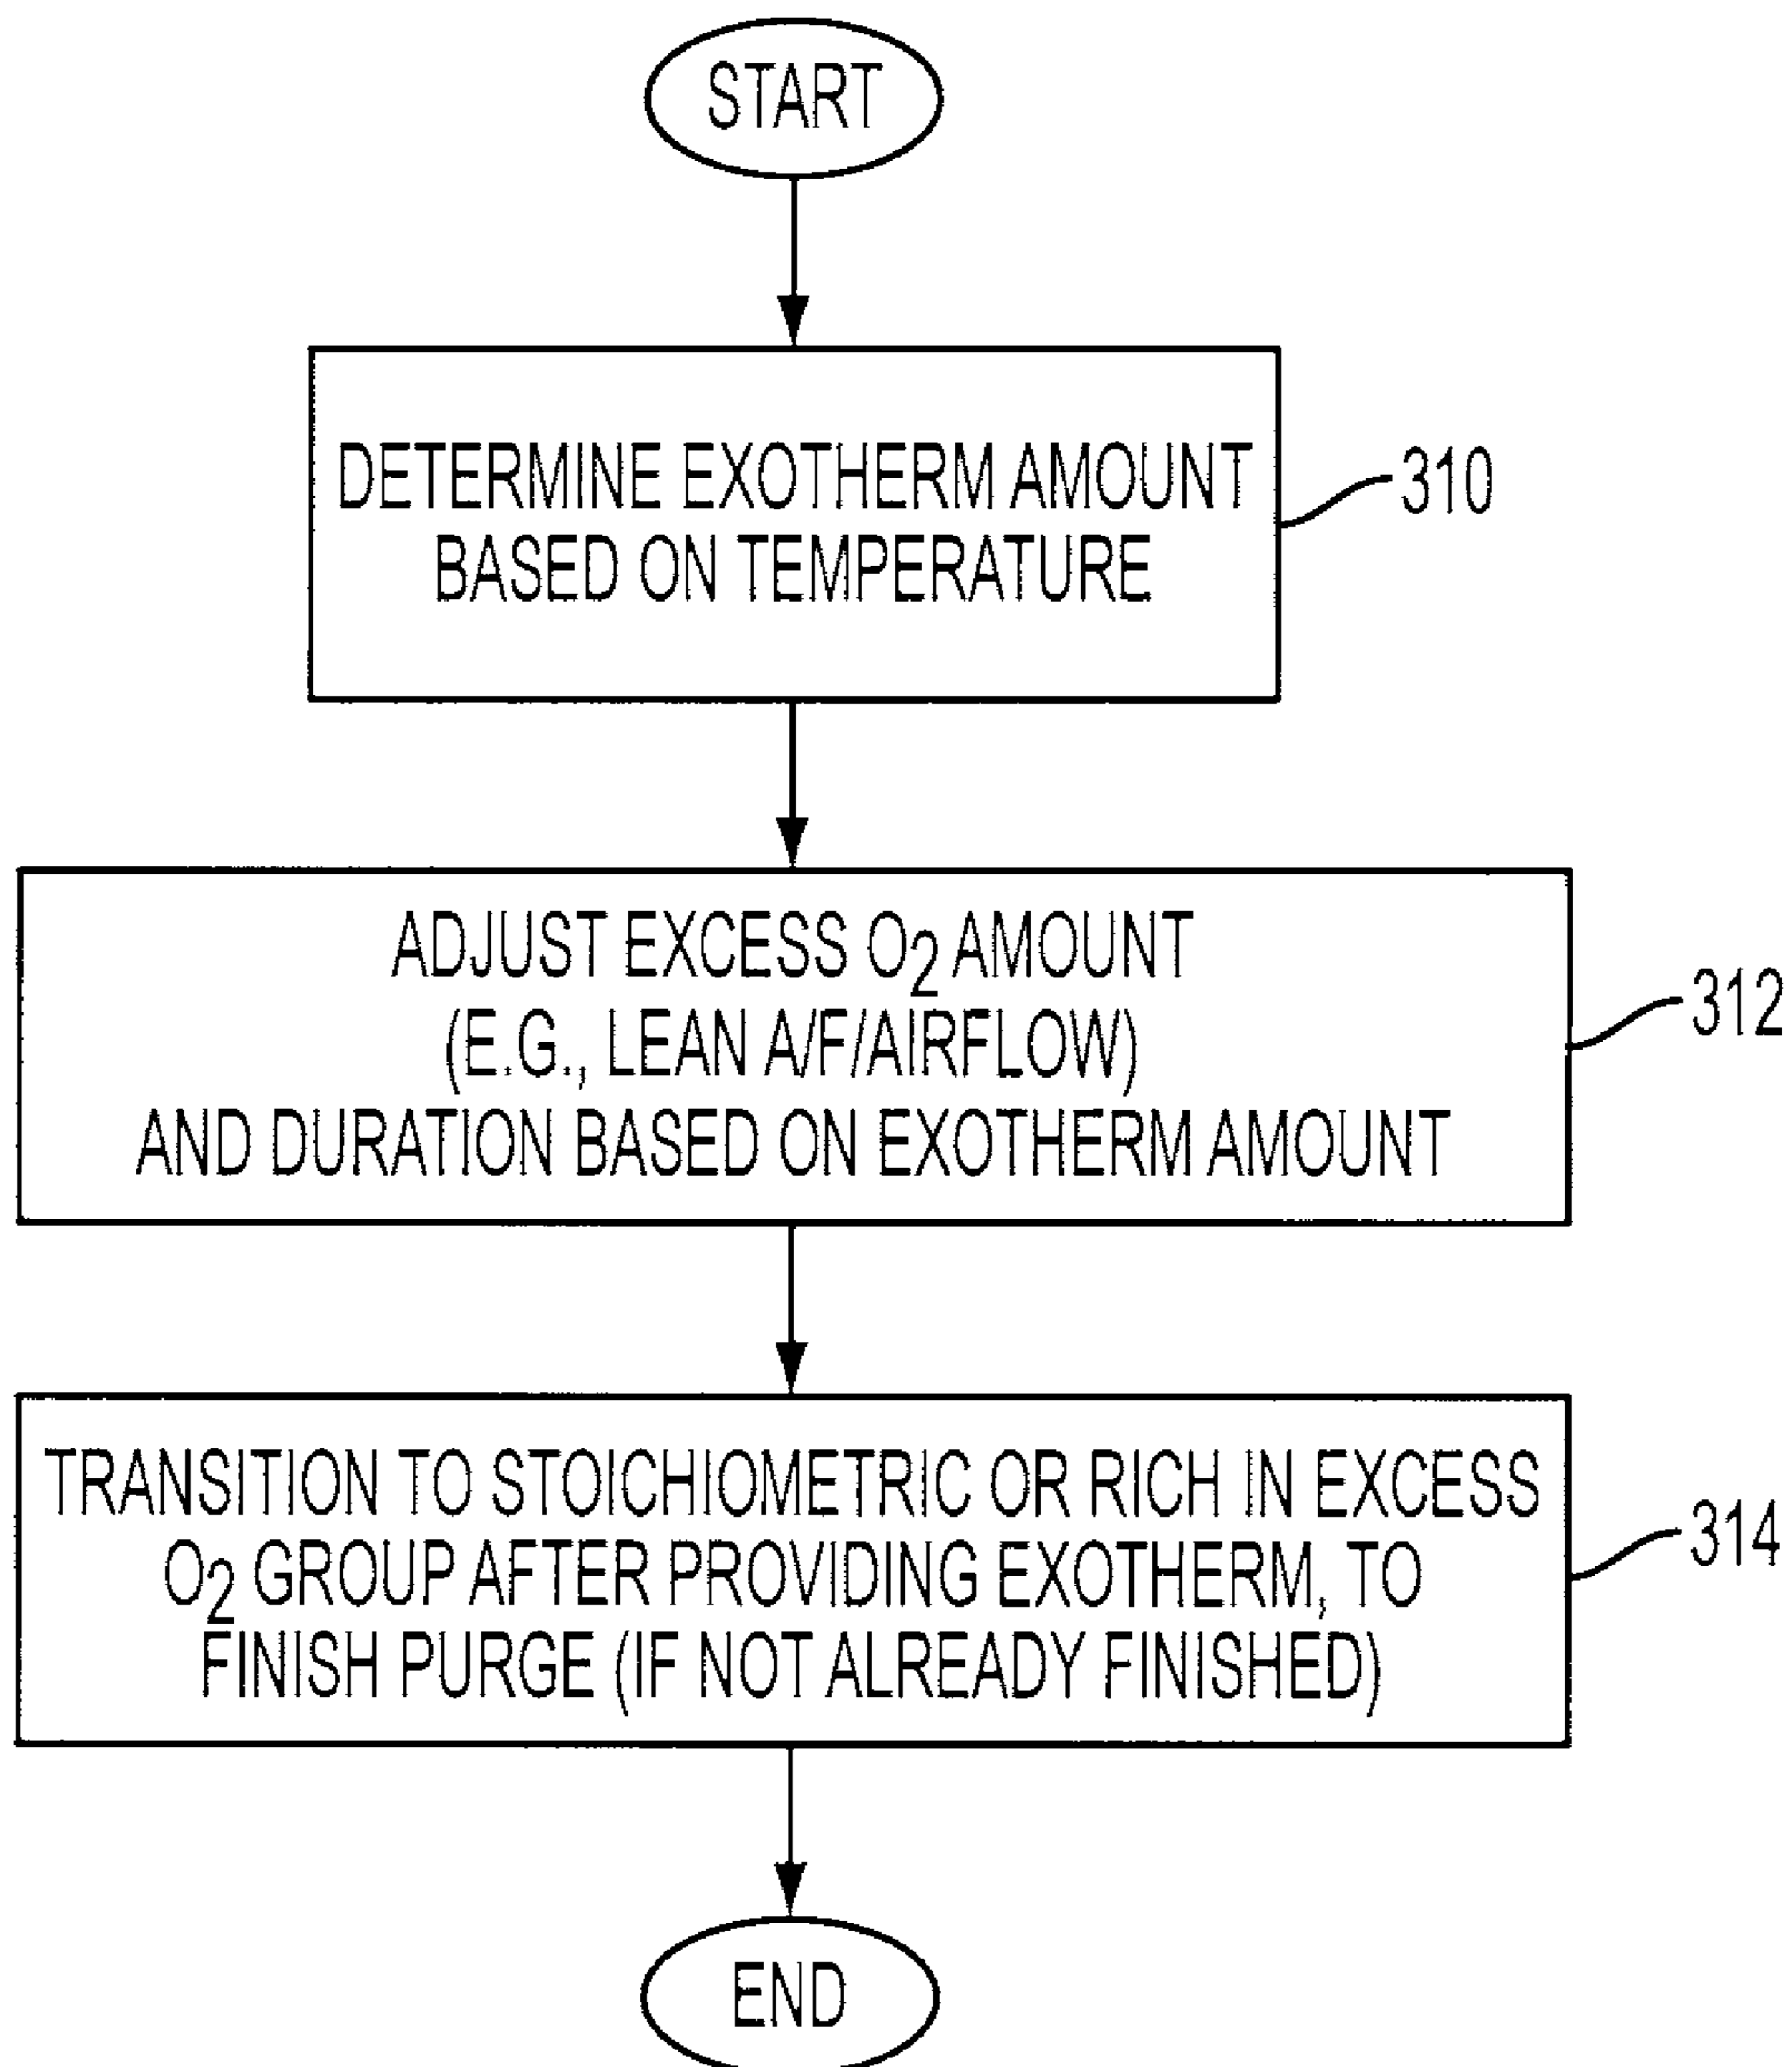 START
DETERMINE EXOTHERM AMOUNT
BASED ON TEMPERATURE
310
ADJUST EXCESS O₂ AMOUNT
(E.G., LEAN A/F/AIRFLOW)
AND DURATION BASED ON EXOTHERM AMOUNT
312
TRANSITION TO STOICHIOMETRIC OR RICH IN EXCESS
O₂ GROUP AFTER PROVIDING EXOTHERM, TO
FINISH PURGE (IF NOT ALREADY FINISHED)
314
END